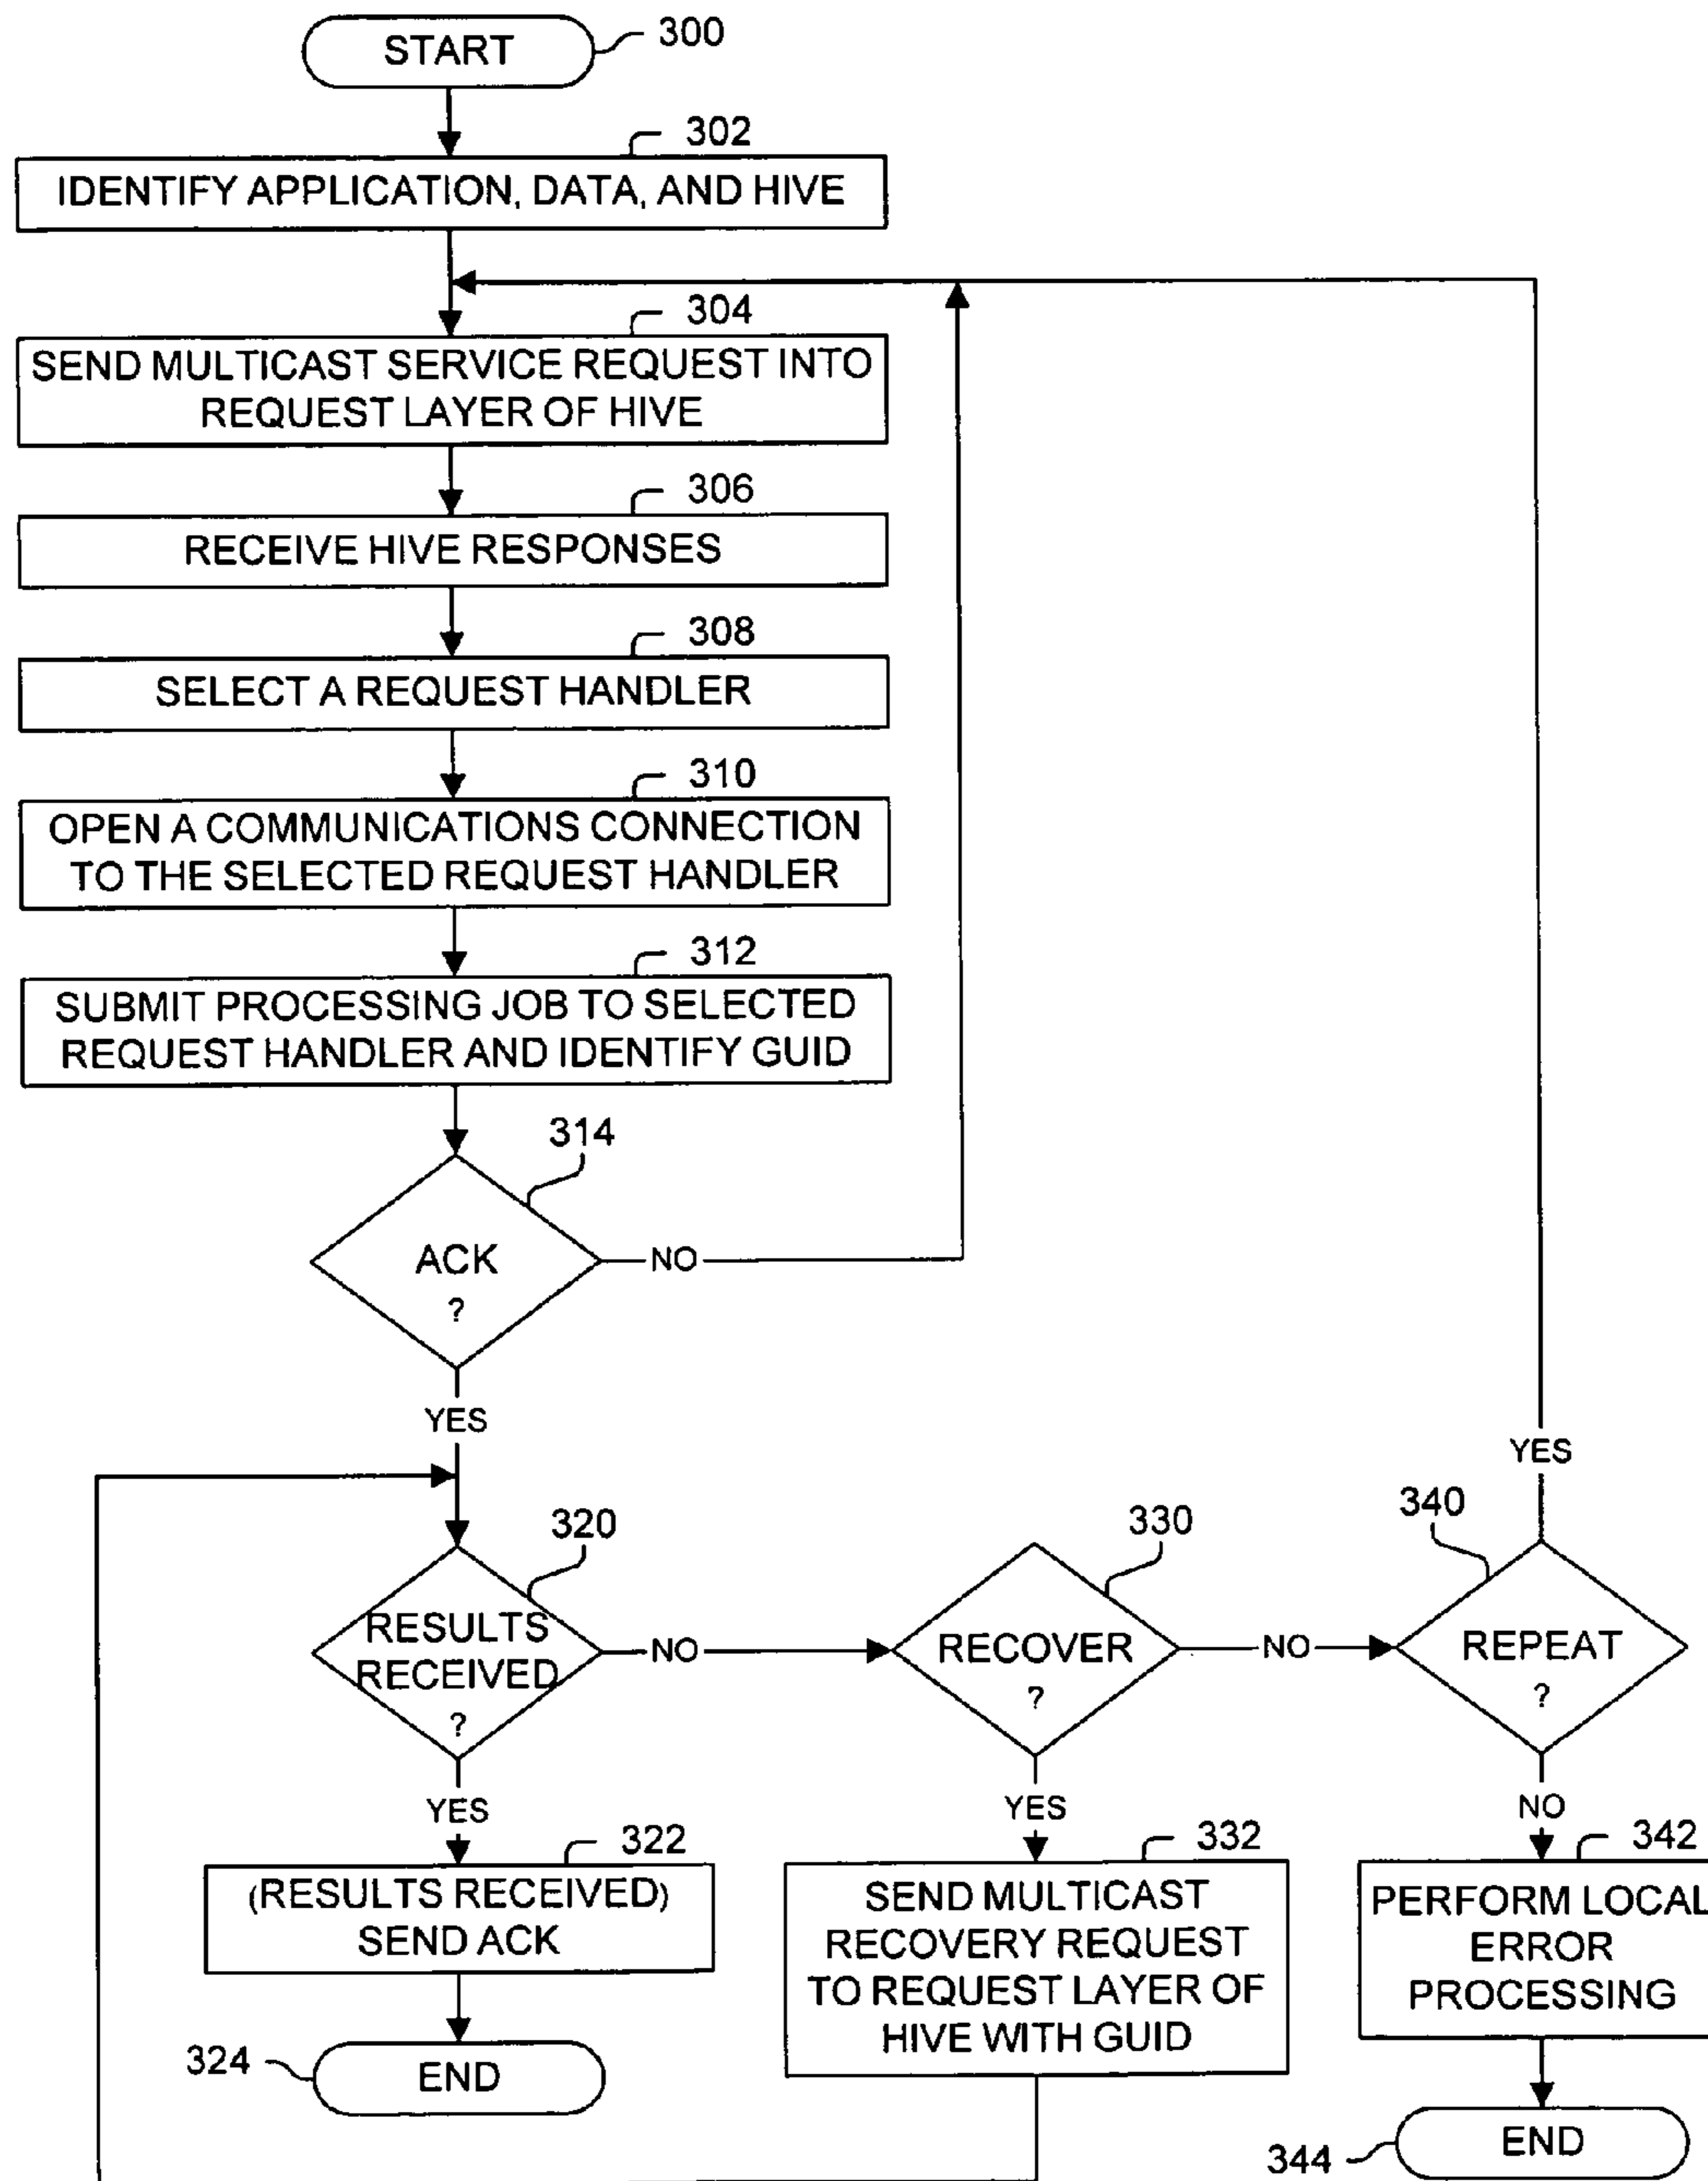 START
300
302
IDENTIFY APPLICATION, DATA, AND HIVE
304
SEND MULTICAST SERVICE REQUEST INTO
REQUEST LAYER OF HIVE
306
RECEIVE HIVE RESPONSES
308
SELECT A REQUEST HANDLER
310
OPEN A COMMUNICATIONS CONNECTION
TO THE SELECTED REQUEST HANDLER
312
SUBMIT PROCESSING JOB TO SELECTED
REQUEST HANDLER AND IDENTIFY GUID
314
ACK
?
NO
YES
320
RESULTS
RECEIVED
?
NO
YES
322
(RESULTS RECEIVED)
SEND ACK
324
END
330
RECOVER
?
NO
YES
332
SEND MULTICAST
RECOVERY REQUEST
TO REQUEST LAYER OF
HIVE WITH GUID
YES
340
REPEAT
?
NO
342
PERFORM LOCAL
ERROR
PROCESSING
344
END